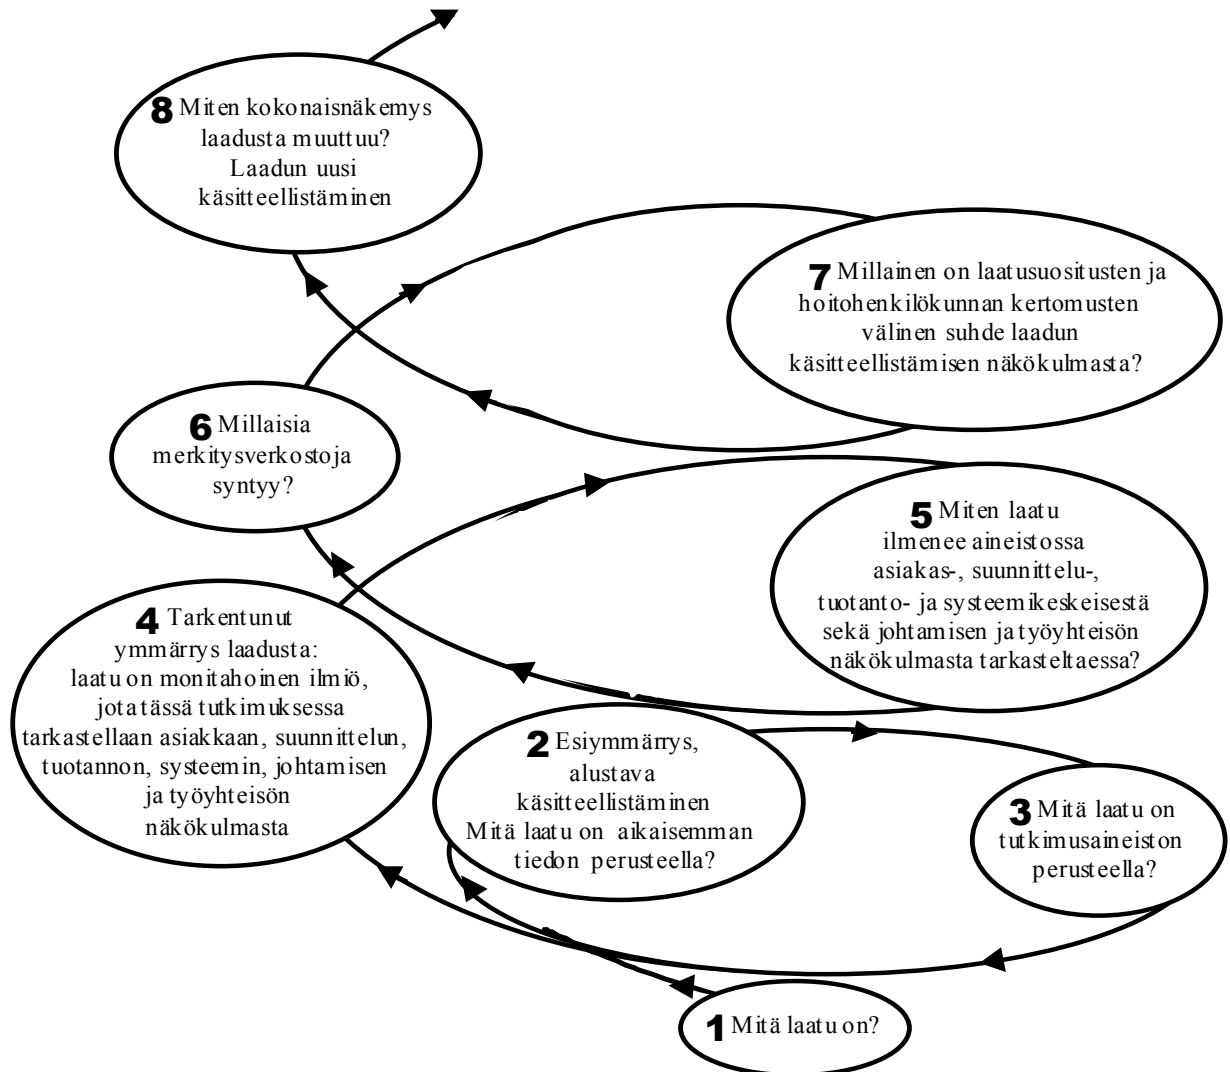 8 Miten kokonaisnäkemys
laadusta muuttuu?
Laadun uusi
käsitteellistäminen
7 Millainen on laatusuositusten ja
hoitohenkilökunnan kertomusten
välinen suhde laadun
käsitteellistämisen näkökulmasta?
6 Millaisia
merkitysverkostoja
syntyy?
5 Miten laatu
ilmenee aineistossa
asiakas-, suunnittelu-,
tuotanto- ja systeemikeskeisestä
sekä johtamisen ja työyhteisön
näkökulmasta tarkasteltaessa?
4 Tarkentunut
ymmärrys laadusta:
laatu on monitahoinen ilmiö,
jota tässä tutkimuksessa
tarkastellaan asiakkaan, suunnittelun,
tuotannon, systeemin, johtamisen
ja työyhteisön
näkökulmasta
2 Esiymmärrys,
alustava
käsitteellistäminen
Mitä laatu on aikaisemman
tiedon perusteella?
3 Mitä laatu on
tutkimusaineiston
perusteella?
1 Mitä laatu on?